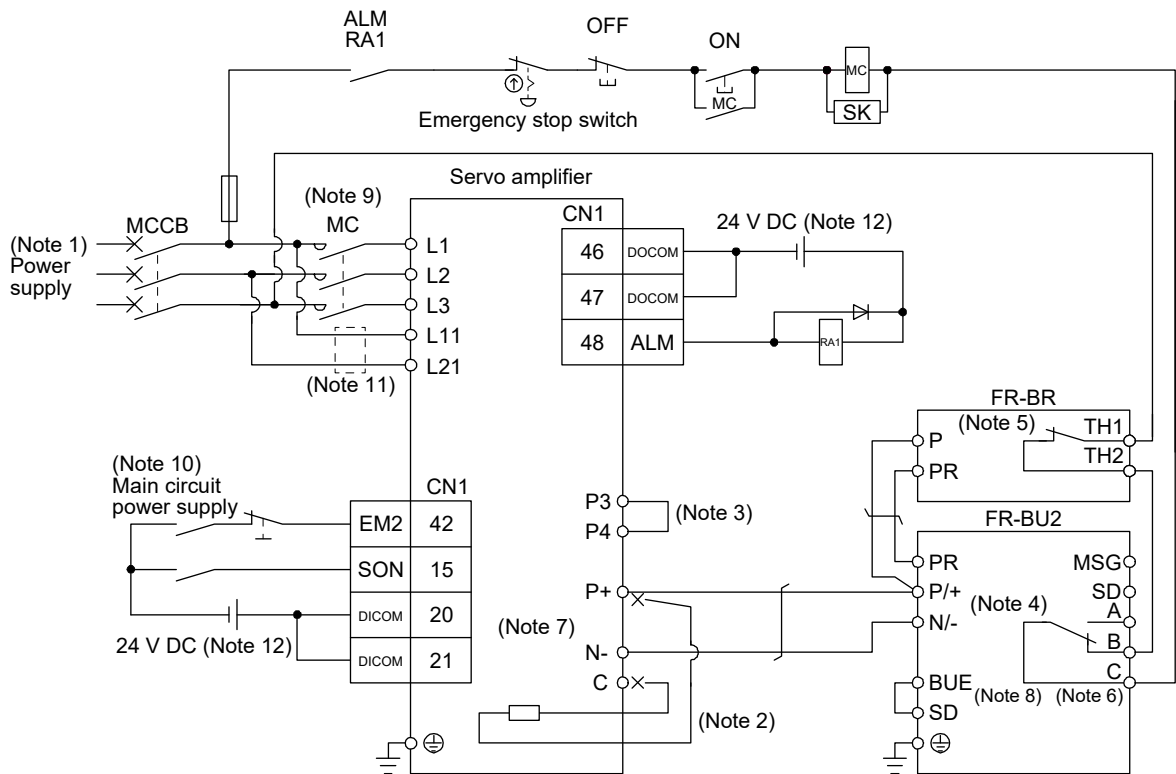 ALM
RA1
OFF
ON
MC
MC
SK
Emergency stop switch
Servo amplifier
(Note 9)
MC
MCCB
(Note 1)
Power
supply
L1
L2
L3
L11
L21
(Note 11)
CN1
46 DOCOM
47 DOCOM
48 ALM
24 V DC (Note 12)
RA1
FR-BR
(Note 5)
P
PR
TH1
TH2
(Note 10)
Main circuit
power supply
CN1
EM2 42
SON 15
DICOM 20
DICOM 21
24 V DC (Note 12)
P3
P4
(Note 3)
P+
(Note 7)
N-
C
(Note 2)
FR-BU2
PR
P/+
N/-
BUE
SD
MSG
SD
A
B
C
(Note 4)
(Note 8)
(Note 6)